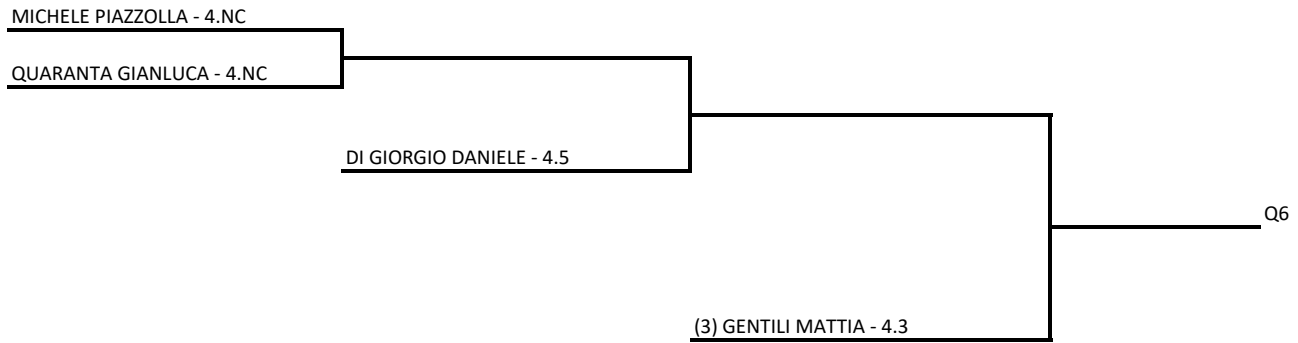 MICHELE PIAZZOLLA - 4.NC
QUARANTA GIANLUCA - 4.NC
DI GIORGIO DANIELE - 4.5
Q6
(3) GENTILI MATTIA - 4.3